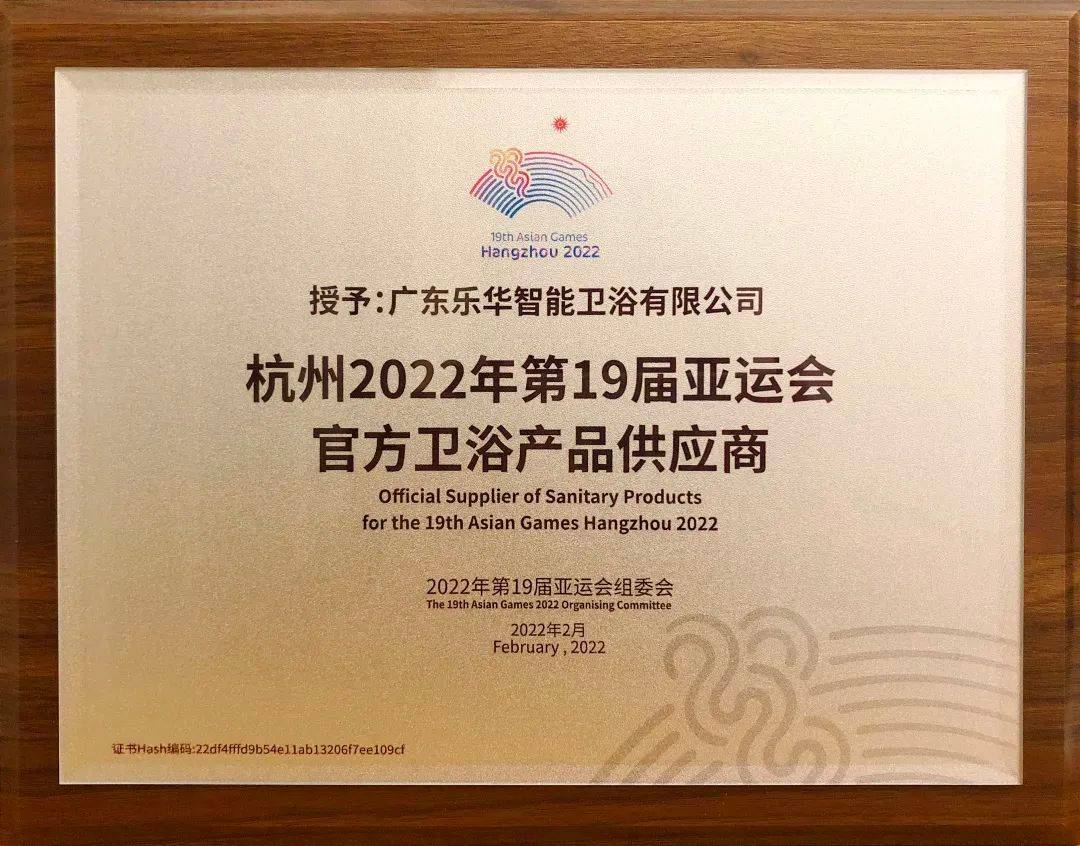 19th Asian Games
Hangzhou 2022
授予：广东乐华智能卫浴有限公司
杭州2022年第19届亚运会
官方卫浴产品供应商
Official Supplier of Sanitary Products
for the 19th Asian Games Hangzhou 2022
2022年第19届亚运会组委会
The 19th Asian Games 2022 Organising Committee
2022年2月
February , 2022
证书Hash编码:22df4fffd9b54e11ab13206f7ee109cf